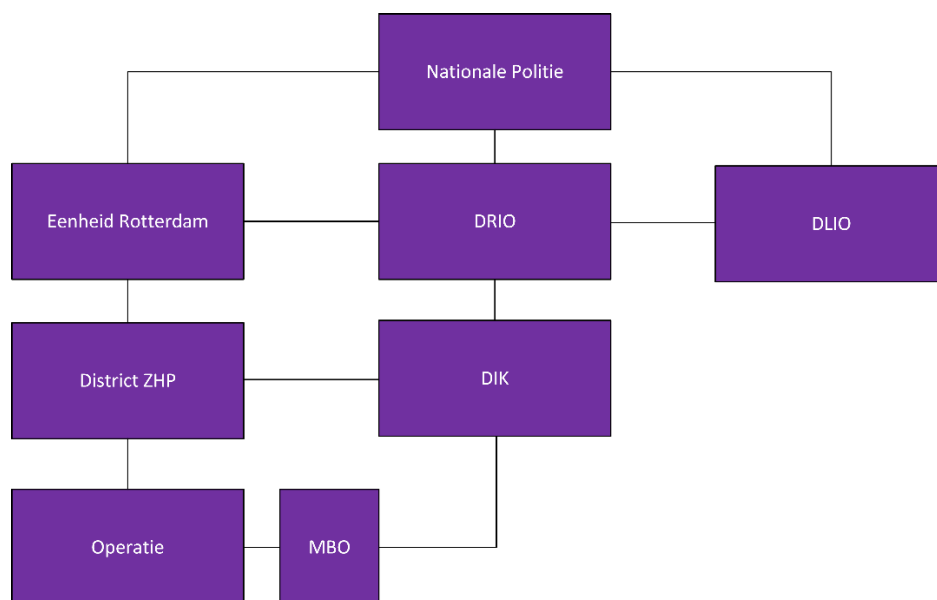 Nationale Politie
Eenheid Rotterdam
DRIO
DLIO
District ZHP
DIK
Operatie
MBO